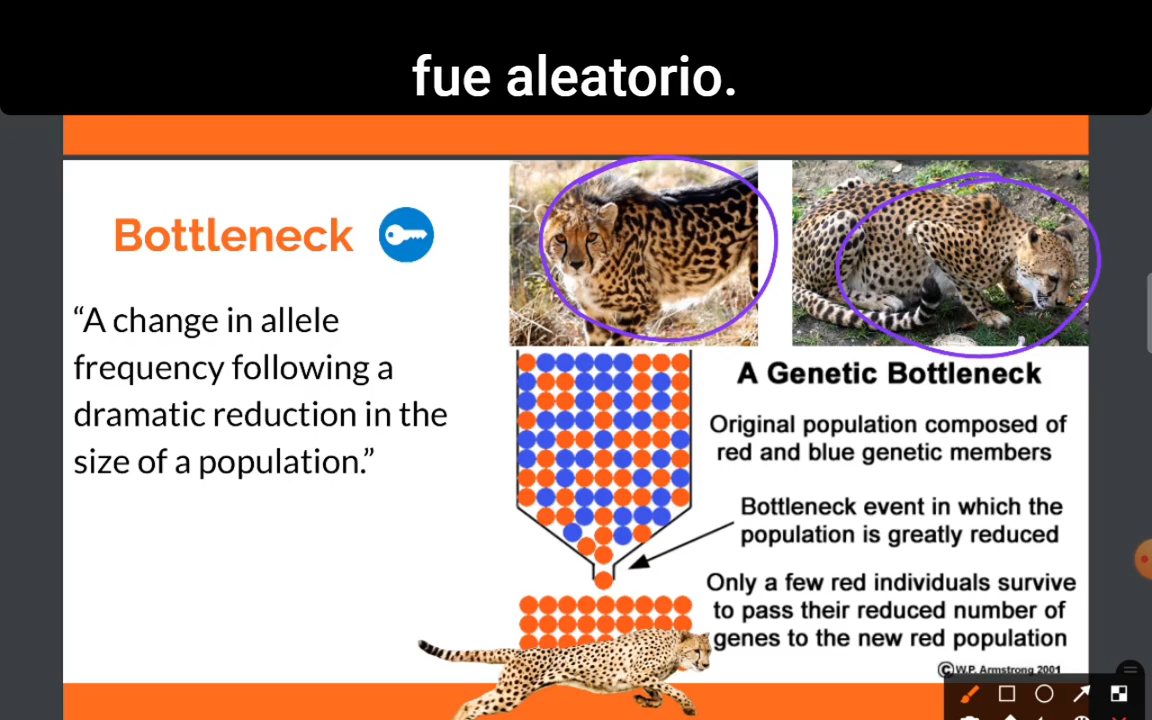 fue aleatorio.
Bottleneck
“A change in allele
frequency following a
dramatic reduction in the
size of a population.”
A Genetic Bottleneck
Original population composed of
red and blue genetic members
Bottleneck event in which the
population is greatly reduced
Only a few red individuals survive
to pass their reduced number of
genes to the new red population
©W.P. Armstrong 2001